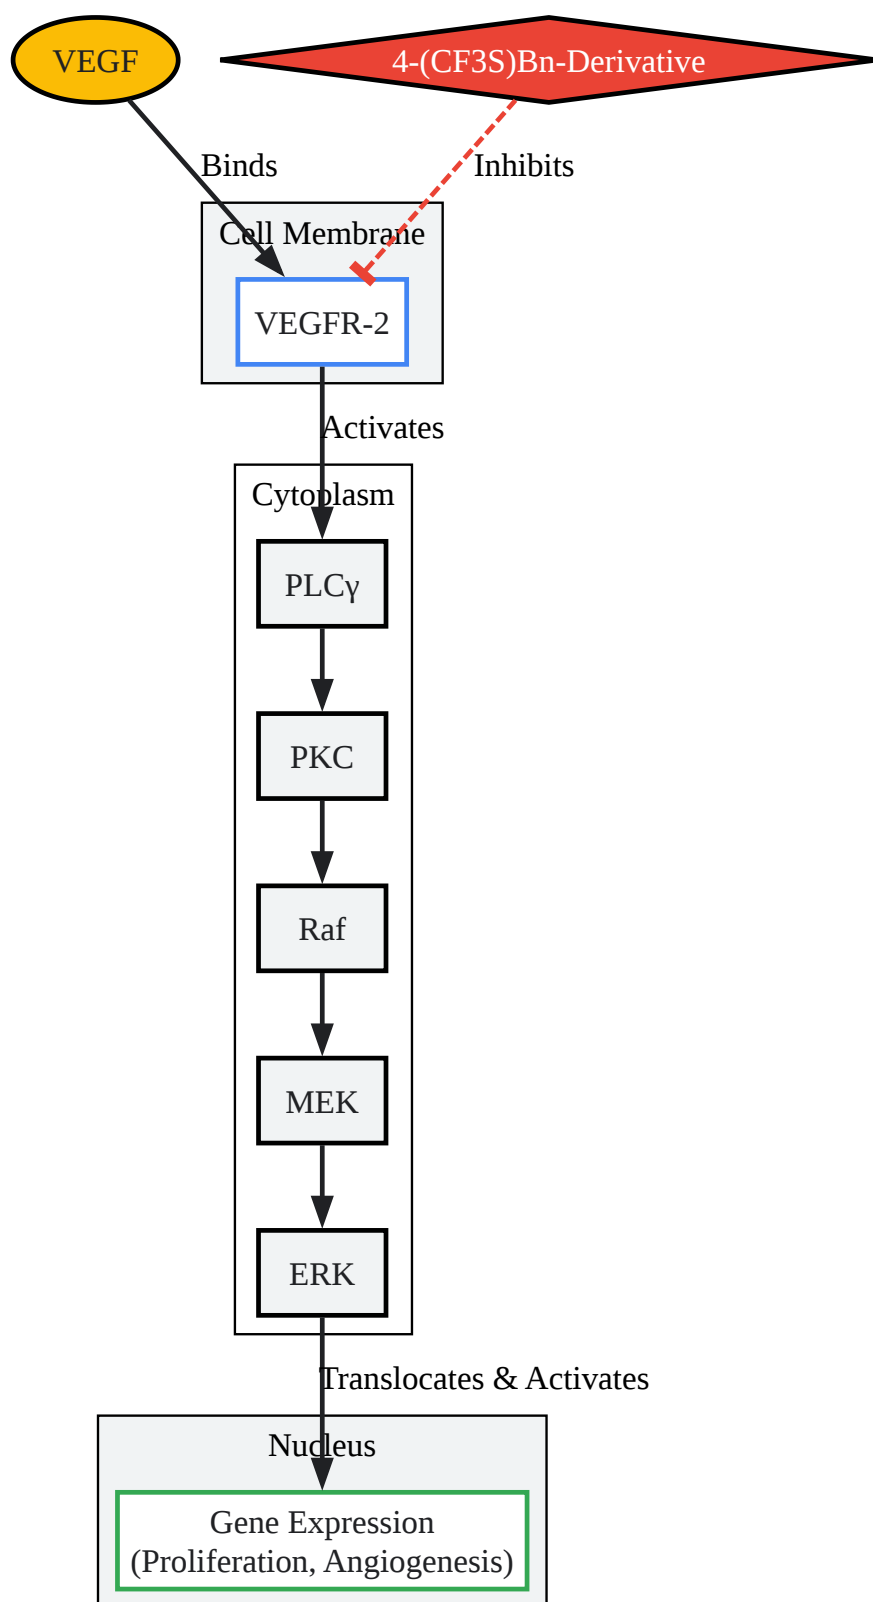 VEGF
4-(CF3S)Bn-Derivative
Binds
Inhibits
Cell Membrane
VEGFR-2
Activates
Cytoplasm
PLCγ
PKC
Raf
MEK
ERK
Translocates & Activates
Nucleus
Gene Expression
(Proliferation, Angiogenesis)